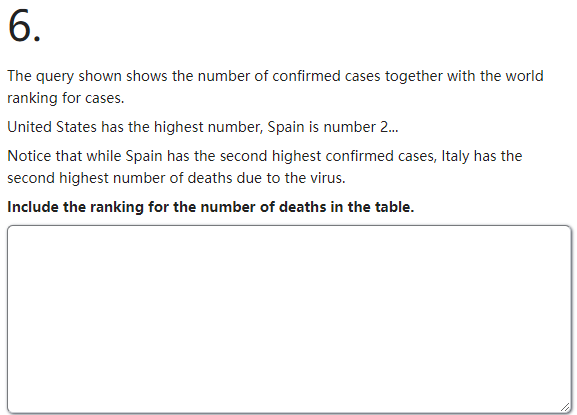 6.
The query shown shows the number of confirmed cases together with the world
ranking for cases.
United States has the highest number, Spain is number 2...
Notice that while Spain has the second highest confirmed cases, Italy has the
second highest number of deaths due to the virus.
Include the ranking for the number of deaths in the table.